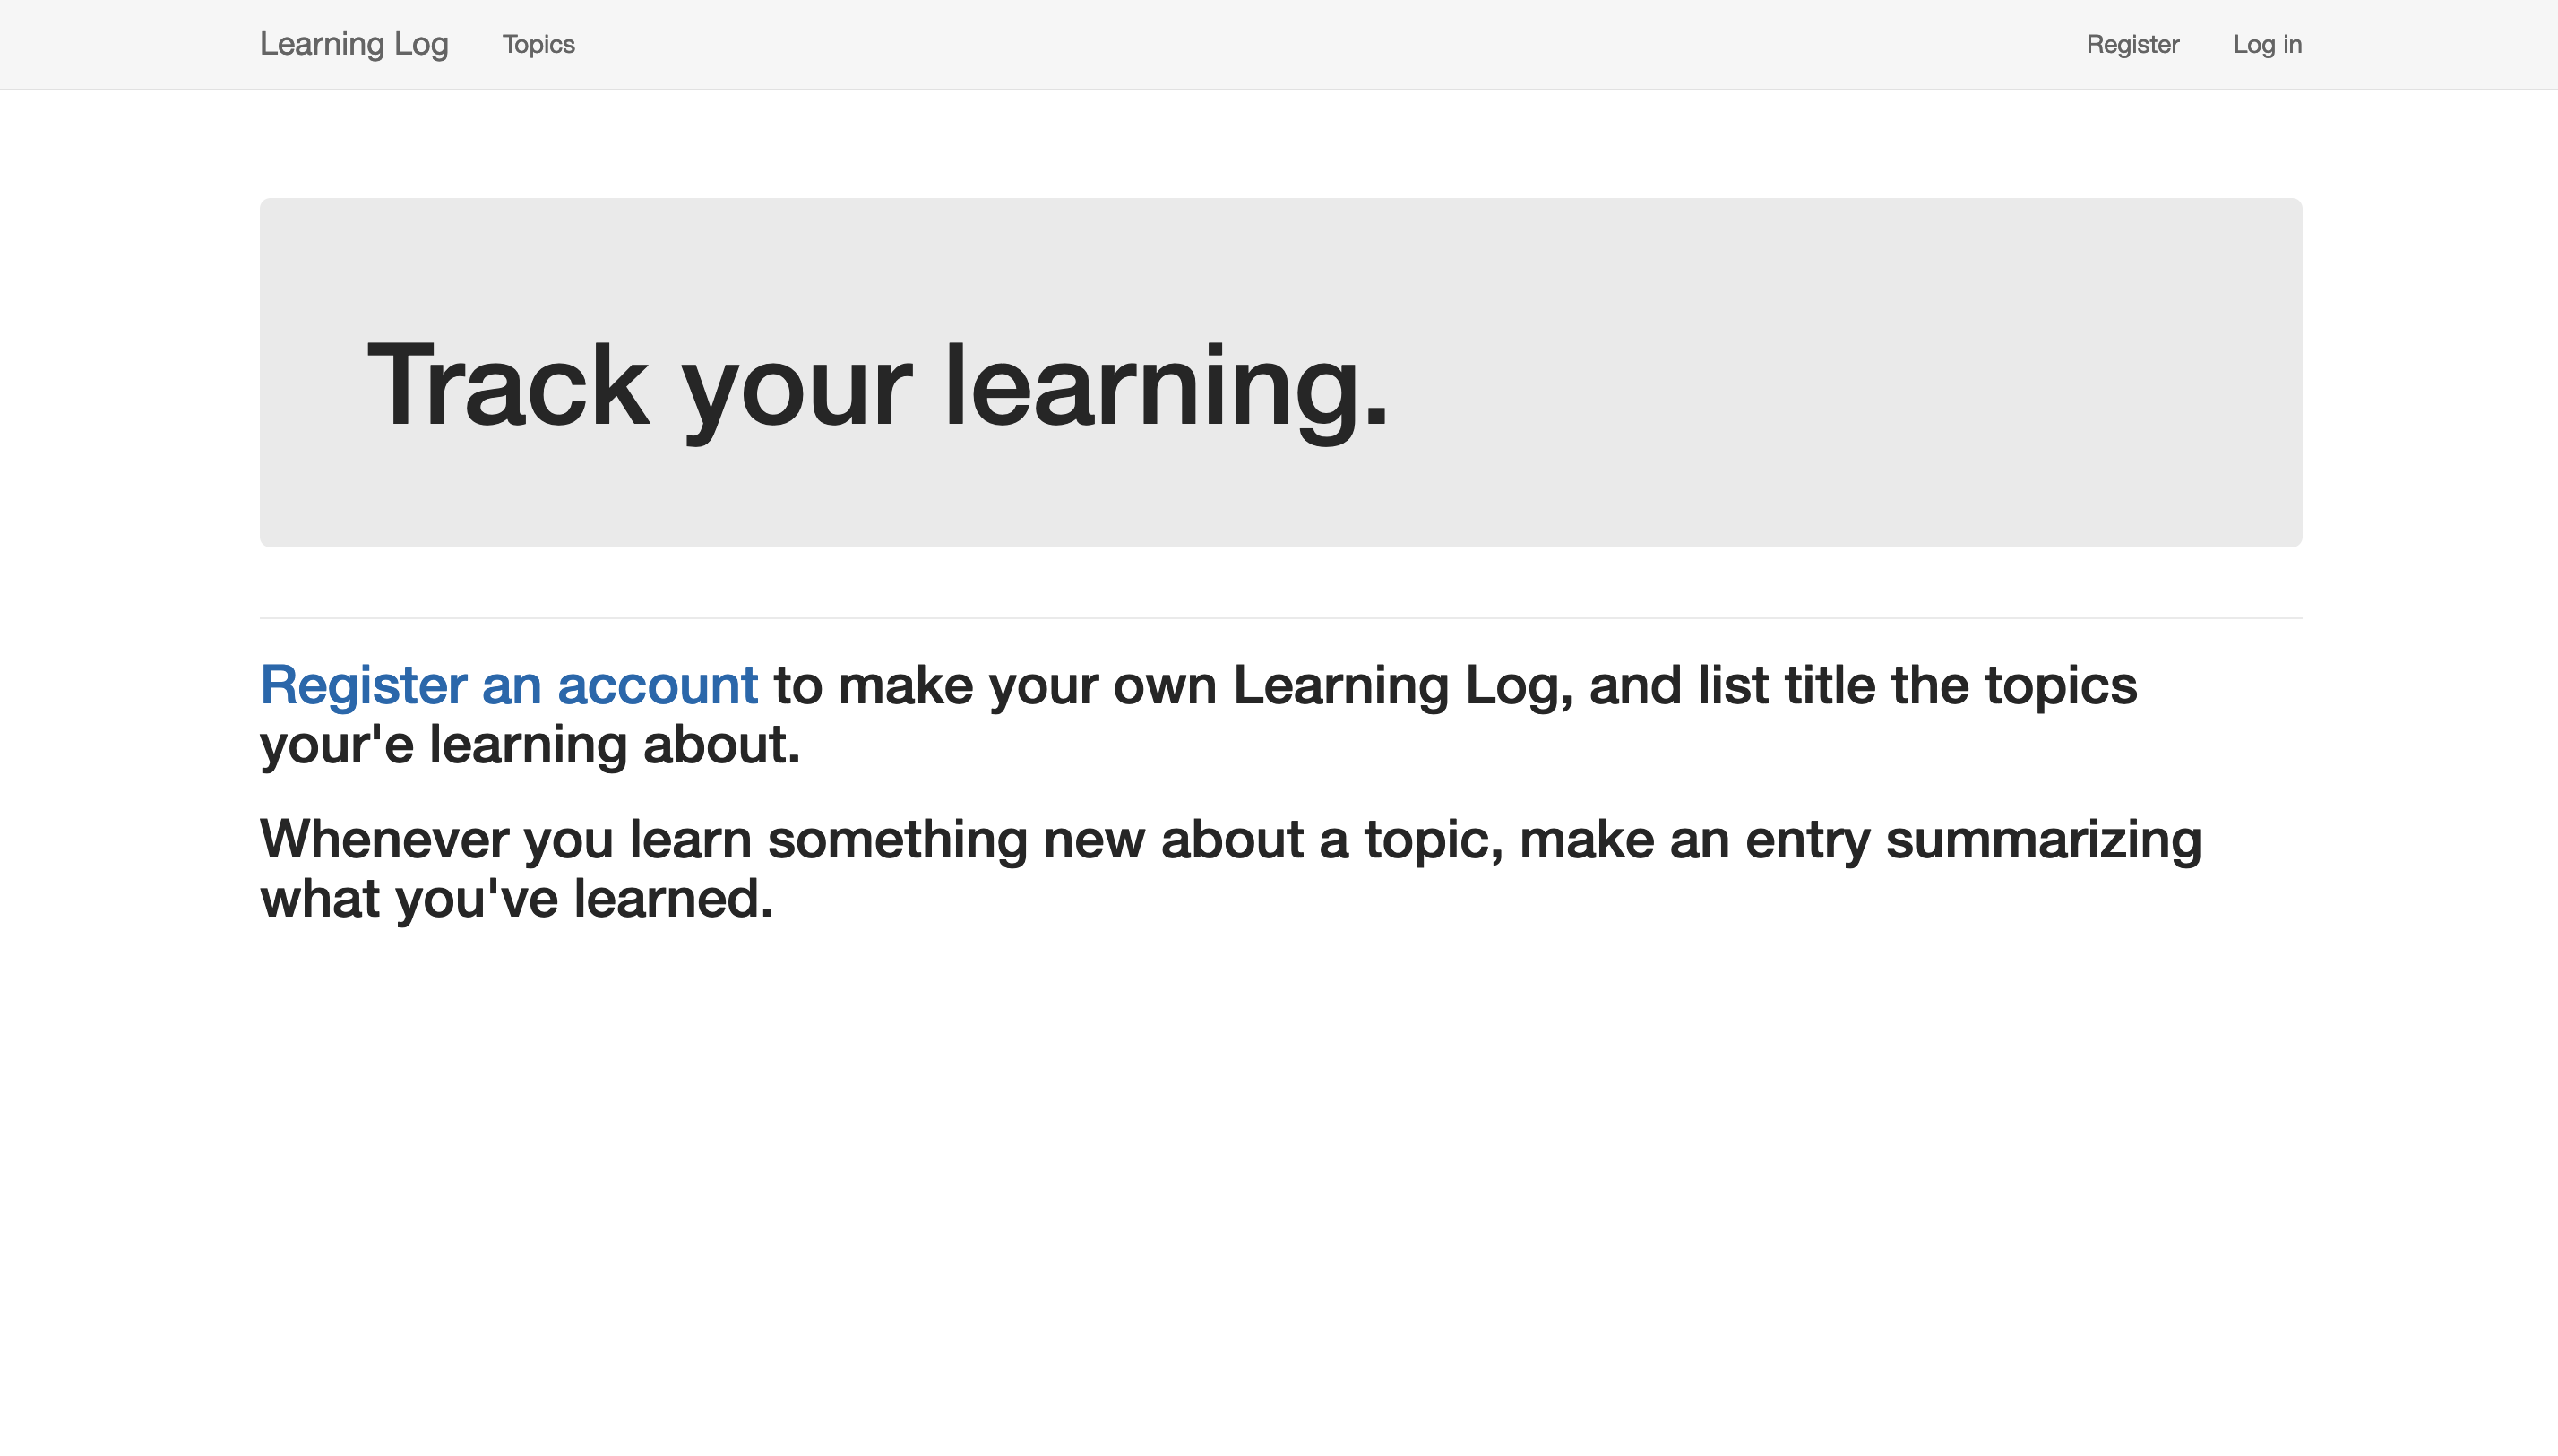 Learning Log Topics Register Log in
Track your learning.
Register an account to make your own Learning Log, and list title the topics
your'e learning about.
Whenever you learn something new about a topic, make an entry summarizing
what you've learned.